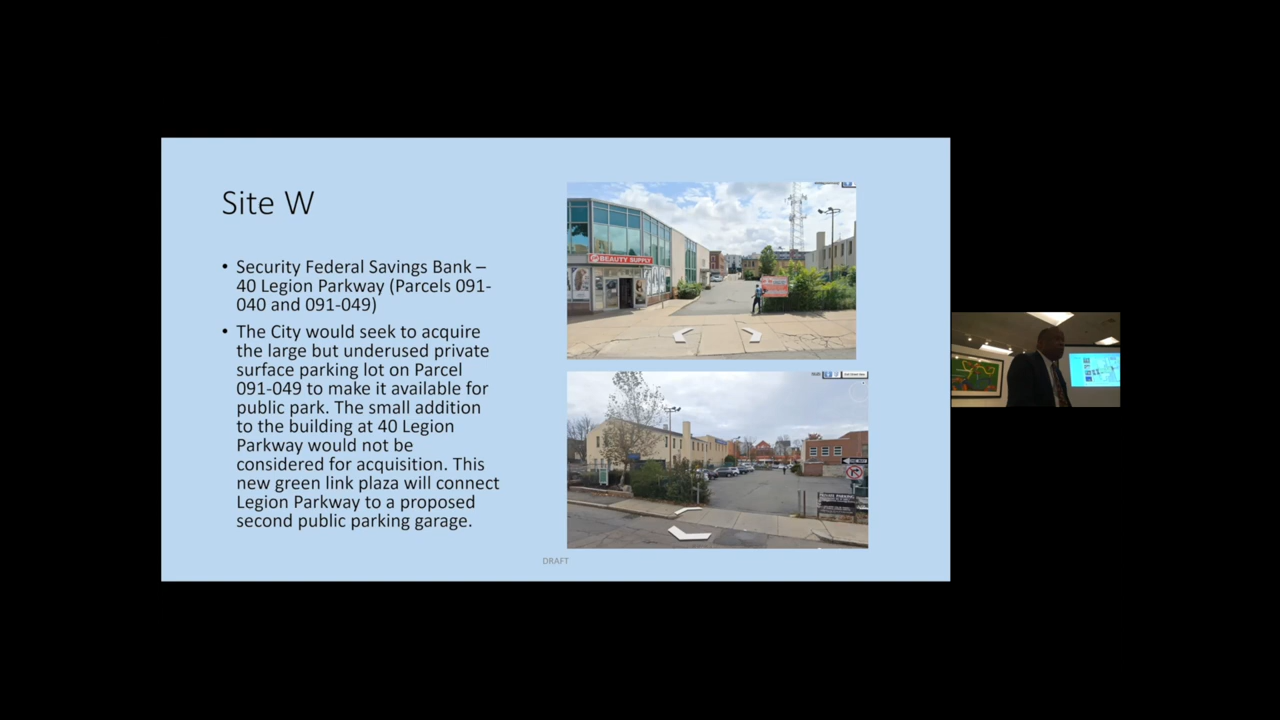 Site W
• Security Federal Savings Bank –
40 Legion Parkway (Parcels 091-
040 and 091-049)
• The City would seek to acquire
the large but underused private
surface parking lot on Parcel
091-049 to make it available for
public park. The small addition
to the building at 40 Legion
Parkway would not be
considered for acquisition. This
new green link plaza will connect
Legion Parkway to a proposed
second public parking garage.
BEAUTY SUPPLY
DRAFT